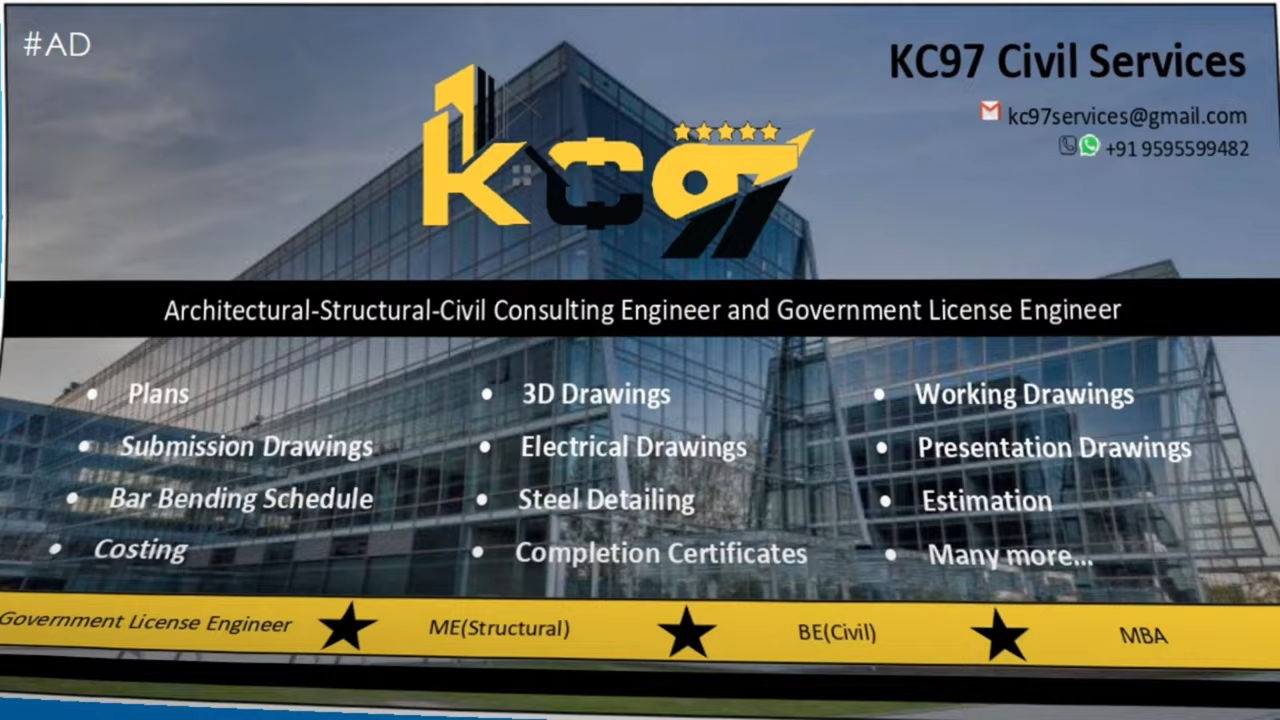 #AD
KC97 Civil Services
kc97services@gmail.com
+91 9595599482
kc97
Architectural-Structural-Civil Consulting Engineer and Government License Engineer
Plans
Submission Drawings
Bar Bending Schedule
Costing
3D Drawings
Electrical Drawings
Steel Detailing
Completion Certificates
Working Drawings
Presentation Drawings
Estimation
Many more...
Government License Engineer ★ ME(Structural) ★ BE(Civil) ★ MBA